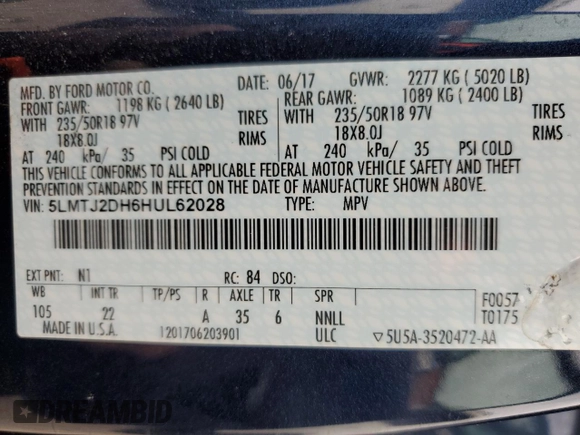 MFD. BY FORD MOTOR CO.
DATE: 06/17 GVWR: 2277 KG ( 5020 LB)
FRONT GAWR: 1198 KG ( 2640 LB)
REAR GAWR: 1089 KG ( 2400 LB)
WITH 235/50R18 97V TIRES
WITH 235/50R18 97V TIRES
18X8.0J RIMS
18X8.0J RIMS
AT 240 kPa/ 35 PSI COLD
AT 240 kPa/ 35 PSI COLD
THIS VEHICLE CONFORMS TO ALL APPLICABLE FEDERAL MOTOR VEHICLE SAFETY AND THEFT
PREVENTION STANDARDS IN EFFECT ON THE DATE OF MANUFACTURE SHOWN ABOVE.
VIN: 5LMTJ2DH6HUL62028 TYPE: MPV
EXT PNT: N1 RC: 84 DSO:
WB INT TR TP/PS R AXLE TR SPR
105 22 A 35 6 NNLL
F0057
T0175
MADE IN U.S.A. 1201706203901 ULC ▽5U5A-3520472-AA
DREAMBID